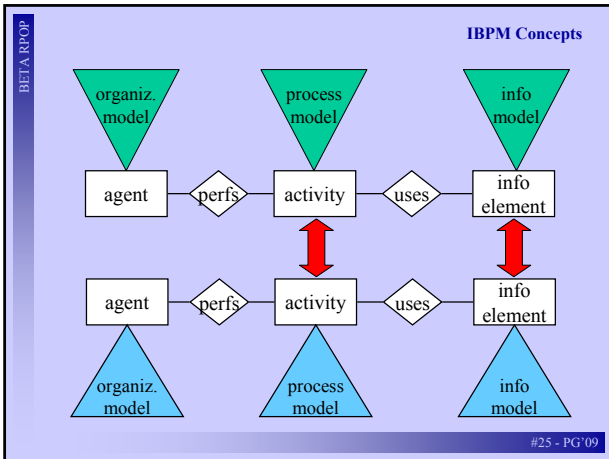 BETA RPOP
IBPM Concepts
organiz.
model
process
model
info
model
agent
perfs
activity
uses
info
element
agent
perfs
activity
uses
info
element
organiz.
model
process
model
info
model
#25 - PG'09